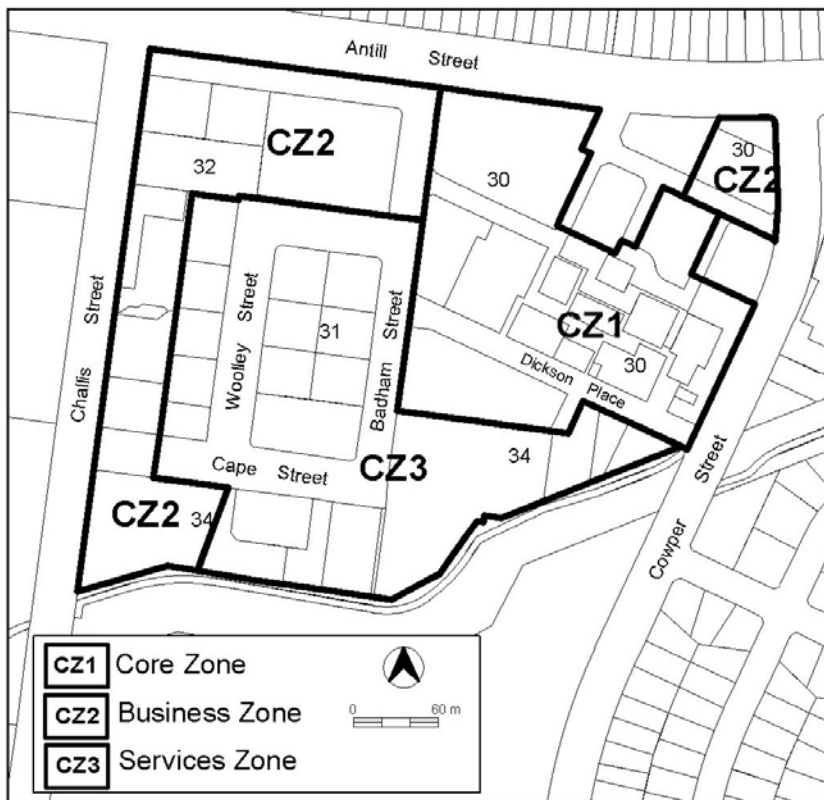 Antill Street
CZ2
30
CZ2
32
30
Challis Street
Woolley Street
31
Badham Street
CZ1
30
Dickson Place
Cape Street
CZ3
34
CZ2
34
Cowper Street
CZ1 Core Zone
CZ2 Business Zone
CZ3 Services Zone
0 60 m